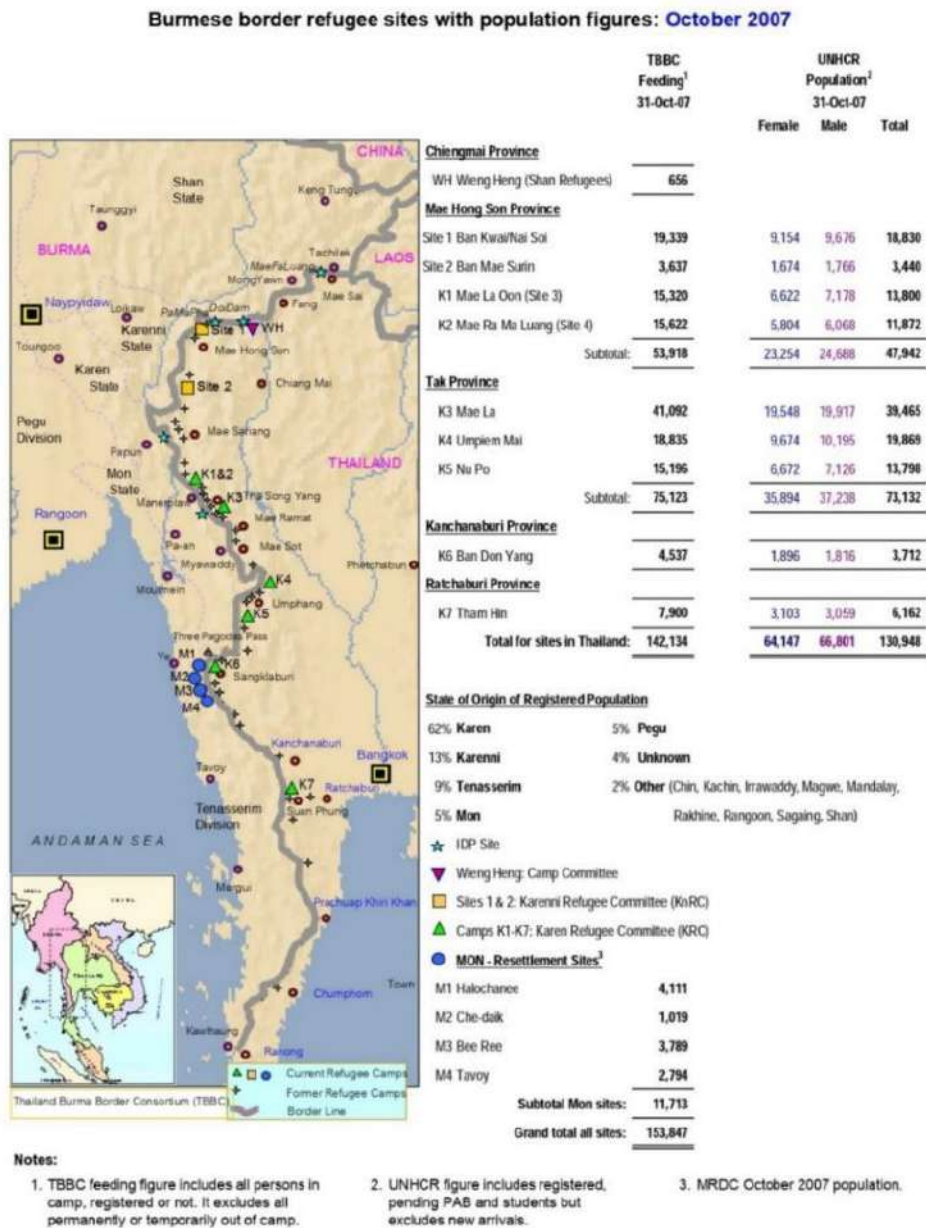 Burmese border refugee sites with population figures: October 2007
TBBC Feeding1 31-Oct-07
UNHCR Population2 31-Oct-07
Female Male Total
Chiengmai Province
WH Wieng Heng (Shan Refugees) 656
Mae Hong Son Province
Site 1 Ban Kwai/Nai Soi 19,339 9,154 9,676 18,830
Site 2 Ban Mae Surin 3,637 1,674 1,766 3,440
K1 Mae La Oon (Site 3) 15,320 6,622 7,178 13,800
K2 Mae Ra Ma Luang (Site 4) 15,622 5,804 6,068 11,872
Subtotal: 53,918 23,254 24,688 47,942
Tak Province
K3 Mae La 41,092 19,548 19,917 39,465
K4 Umpiem Mai 18,835 9,674 10,195 19,869
K5 Nu Po 15,196 6,672 7,126 13,798
Subtotal: 75,123 35,894 37,238 73,132
Kanchanaburi Province
K6 Ban Don Yang 4,537 1,896 1,816 3,712
Ratchaburi Province
K7 Tham Hin 7,900 3,103 3,059 6,162
Total for sites in Thailand: 142,134 64,147 66,801 130,948
State of Origin of Registered Population
62% Karen 5% Pegu
13% Karenni 4% Unknown
9% Tenasserim 2% Other (Chin, Kachin, Irrawaddy, Magwe, Mandalay,
5% Mon Rakhine, Rangoon, Sagaing, Shan)
IDP Site
Wieng Heng: Camp Committee
Sites 1 & 2: Karenni Refugee Committee (KnRC)
Camps K1-K7: Karen Refugee Committee (KRC)
MON - Resettlement Sites3
M1 Halochanee 4,111
M2 Che-daik 1,019
M3 Bee Ree 3,789
M4 Tavoy 2,794
Subtotal Mon sites: 11,713
Grand total all sites: 153,847
CHINA
Shan State
Keng Tung
Taunggyi
BURMA
Tachilek
LAOS
MaeFaLuang
MongYawn
Mae Sai
Naypyidaw
Loikaw
DoiDam
PaMaPha
Fang
Karenni State
Site 1
WH
Toungoo
Mae Hong Son
Karen State
Site 2
Chiang Mai
Pegu Division
Mae Sariang
Papun
THAILAND
Mon State
K1&2
Manerplaw
K3
Tha Song Yang
Rangoon
Mae Ramat
Pa-an
Mae Sot
Myawaddy
Phetchabun
Moulmein
K4
Umphang
K5
Three Pagodas Pass
Ye
M1
K6
M2
Sangklaburi
M3
M4
Kanchanaburi
Bangkok
Tavoy
K7
Ratchaburi
Suan Phung
Tenasserim Division
ANDAMAN SEA
Mergui
Prachuap Khiri Khan
Chumphorn
Town
Kawthaung
Ranong
Current Refugee Camps
Former Refugee Camps
Border Line
Thailand Burma Border Consortium (TBBC)
Notes:
1. TBBC feeding figure includes all persons in camp, registered or not. It excludes all permanently or temporarily out of camp.
2. UNHCR figure includes registered, pending PAB and students but excludes new arrivals.
3. MRDC October 2007 population.